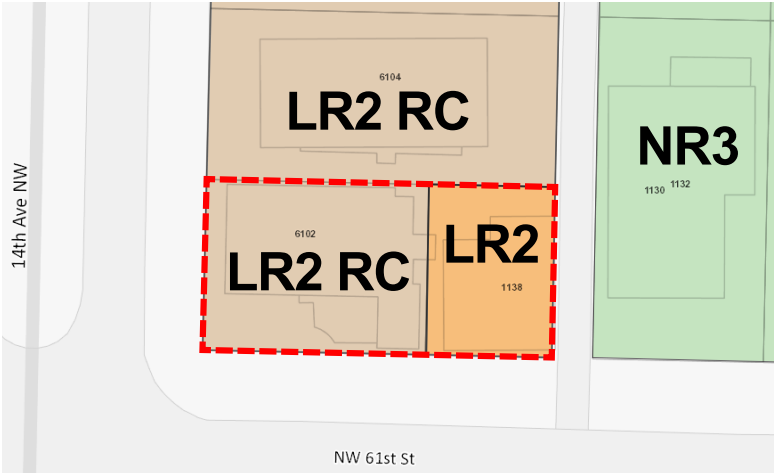 6104
LR2 RC
NR3
1130 1132
14th Ave NW
6102
LR2 RC
LR2
1138
NW 61st St